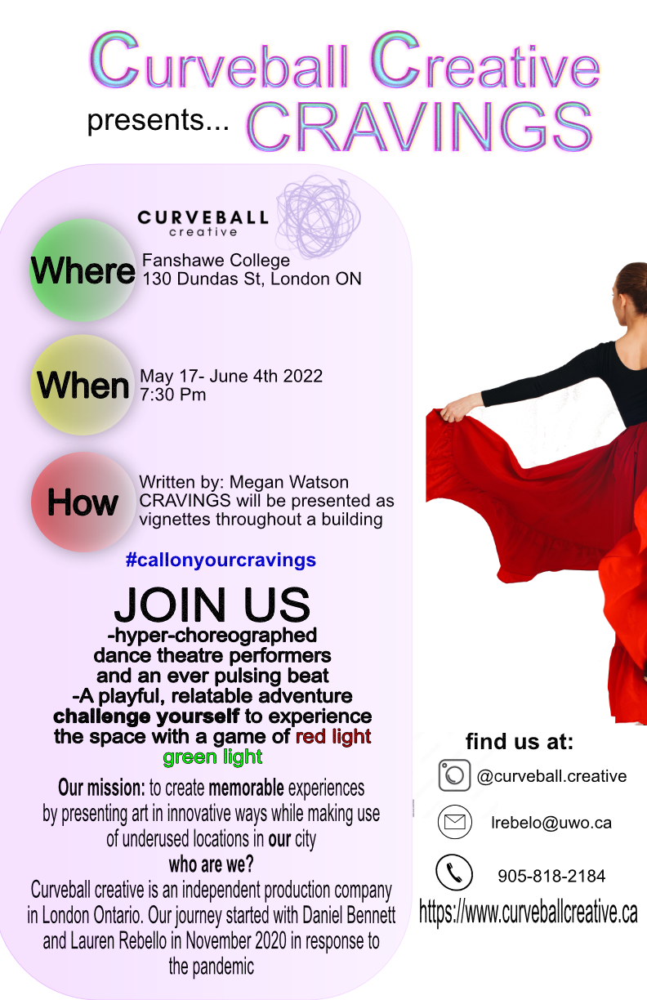 Curveball Creative
presents... CRAVINGS
CURVEBALL
creative
Where
Fanshawe College
130 Dundas St, London ON
When
May 17- June 4th 2022
7:30 Pm
How
Written by: Megan Watson
CRAVINGS will be presented as
vignettes throughout a building
#callonyourcravings
JOIN US
-hyper-choreographed
dance theatre performers
and an ever pulsing beat
-A playful, relatable adventure
challenge yourself to experience
the space with a game of red light
green light
Our mission: to create memorable experiences
by presenting art in innovative ways while making use
of underused locations in our city
who are we?
Curveball creative is an independent production company
in London Ontario. Our journey started with Daniel Bennett
and Lauren Rebello in November 2020 in response to
the pandemic
find us at:
@curveball.creative
lrebelo@uwo.ca
905-818-2184
https://www.curveballcreative.ca